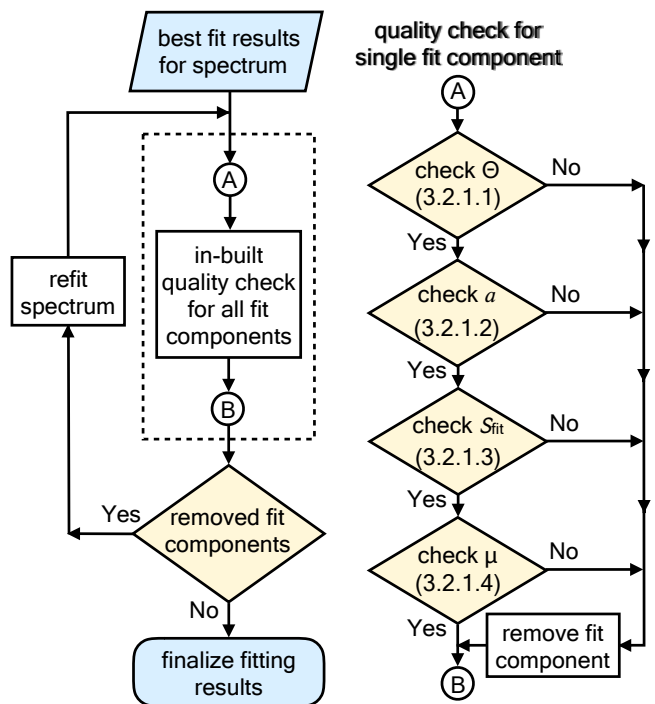 best fit results
for spectrum
A
in-built
quality check
for all fit
components
B
refit
spectrum
Yes
removed fit
components
No
finalize fitting
results
quality check for
single fit component
A
check Θ
(3.2.1.1)
No
Yes
check a
(3.2.1.2)
No
Yes
check Sfit
(3.2.1.3)
No
Yes
check μ
(3.2.1.4)
No
Yes
remove fit
component
B